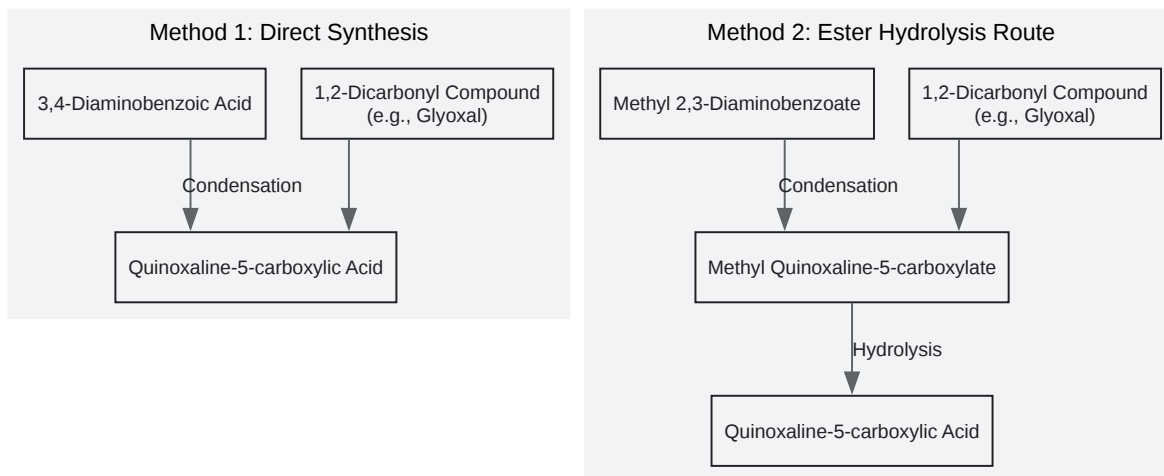 Method 1: Direct Synthesis
3,4-Diaminobenzoic Acid
1,2-Dicarbonyl Compound
(e.g., Glyoxal)
Condensation
Quinoxaline-5-carboxylic Acid
Method 2: Ester Hydrolysis Route
Methyl 2,3-Diaminobenzoate
1,2-Dicarbonyl Compound
(e.g., Glyoxal)
Condensation
Methyl Quinoxaline-5-carboxylate
Hydrolysis
Quinoxaline-5-carboxylic Acid